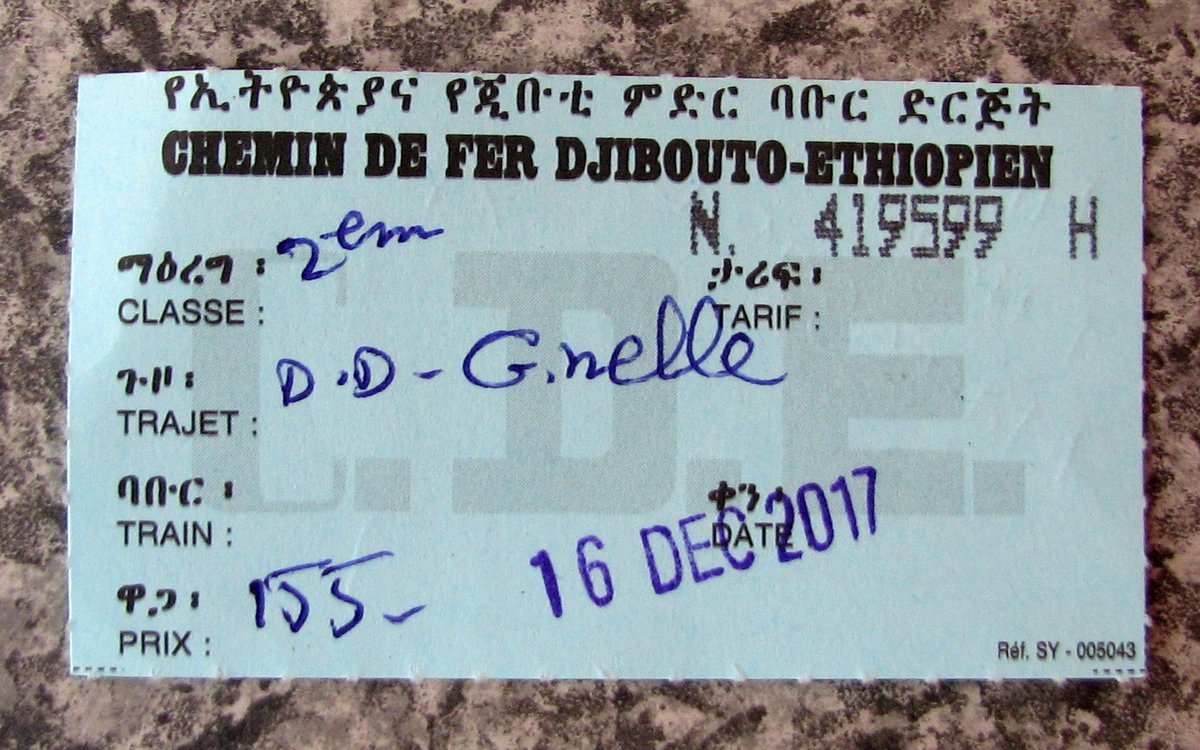 የኢትዮጵያና የጂቡቲ ምድር ባቡር ድርጅት
CHEMIN DE FER DJIBOUTO-ETHIOPIEN
N. 419599 H
ማዕረግ ፡ 2em ታሪፍ ፡
CLASSE : TARIF :
ጉዞ ፡ D.D - G.nelle
TRAJET :
ባቡር ፡ ቀን ፡
TRAIN : DATE
16 DEC 2017
ዋጋ ፡ 155-
PRIX :
Réf. SY - 005043
C.D.E.